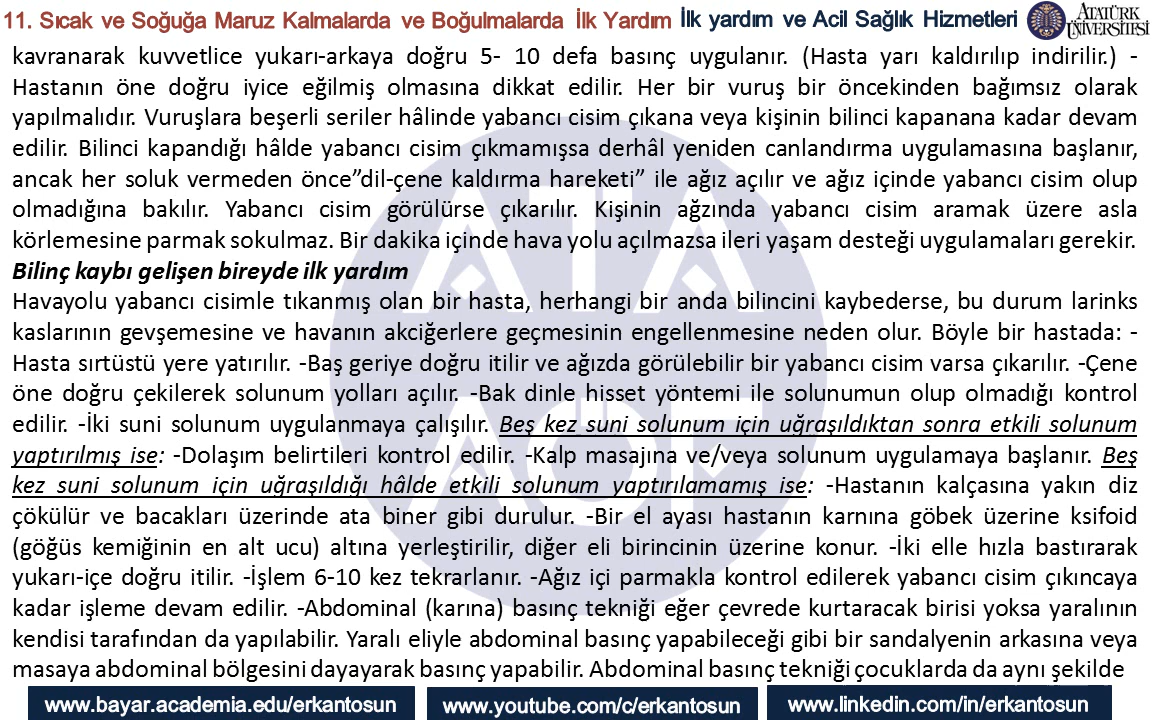 11. Sıcak ve Soğuğa Maruz Kalmalarda ve Boğulmalarda İlk Yardım İlk yardım ve Acil Sağlık Hizmetleri ATATÜRK ÜNİVERSİTESİ
kavranarak kuvvetlice yukarı-arkaya doğru 5- 10 defa basınç uygulanır. (Hasta yarı kaldırılıp indirilir.) -
Hastanın öne doğru iyice eğilmiş olmasına dikkat edilir. Her bir vuruş bir öncekinden bağımsız olarak
yapılmalıdır. Vuruşlara beşerli seriler hâlinde yabancı cisim çıkana veya kişinin bilinci kapanana kadar devam
edilir. Bilinci kapandığı hâlde yabancı cisim çıkmamışsa derhâl yeniden canlandırma uygulamasına başlanır,
ancak her soluk vermeden önce”dil-çene kaldırma hareketi” ile ağız açılır ve ağız içinde yabancı cisim olup
olmadığına bakılır. Yabancı cisim görülürse çıkarılır. Kişinin ağzında yabancı cisim aramak üzere asla
körlemesine parmak sokulmaz. Bir dakika içinde hava yolu açılmazsa ileri yaşam desteği uygulamaları gerekir.
Bilinç kaybı gelişen bireyde ilk yardım
Havayolu yabancı cisimle tıkanmış olan bir hasta, herhangi bir anda bilincini kaybederse, bu durum larinks
kaslarının gevşemesine ve havanın akciğerlere geçmesinin engellenmesine neden olur. Böyle bir hastada: -
Hasta sırtüstü yere yatırılır. -Baş geriye doğru itilir ve ağızda görülebilir bir yabancı cisim varsa çıkarılır. -Çene
öne doğru çekilerek solunum yolları açılır. -Bak dinle hisset yöntemi ile solunumun olup olmadığı kontrol
edilir. -İki suni solunum uygulanmaya çalışılır. Beş kez suni solunum için uğraşıldıktan sonra etkili solunum
yaptırılmış ise: -Dolaşım belirtileri kontrol edilir. -Kalp masajına ve/veya solunum uygulamaya başlanır. Beş
kez suni solunum için uğraşıldığı hâlde etkili solunum yaptırılamamış ise: -Hastanın kalçasına yakın diz
çökülür ve bacakları üzerinde ata biner gibi durulur. -Bir el ayası hastanın karnına göbek üzerine ksifoid
(göğüs kemiğinin en alt ucu) altına yerleştirilir, diğer eli birincinin üzerine konur. -İki elle hızla bastırarak
yukarı-içe doğru itilir. -İşlem 6-10 kez tekrarlanır. -Ağız içi parmakla kontrol edilerek yabancı cisim çıkıncaya
kadar işleme devam edilir. -Abdominal (karına) basınç tekniği eğer çevrede kurtaracak birisi yoksa yaralının
kendisi tarafından da yapılabilir. Yaralı eliyle abdominal basınç yapabileceği gibi bir sandalyenin arkasına veya
masaya abdominal bölgesini dayayarak basınç yapabilir. Abdominal basınç tekniği çocuklarda da aynı şekilde
www.bayar.academia.edu/erkantosun www.youtube.com/c/erkantosun www.linkedin.com/in/erkantosun
ATA
AÖF